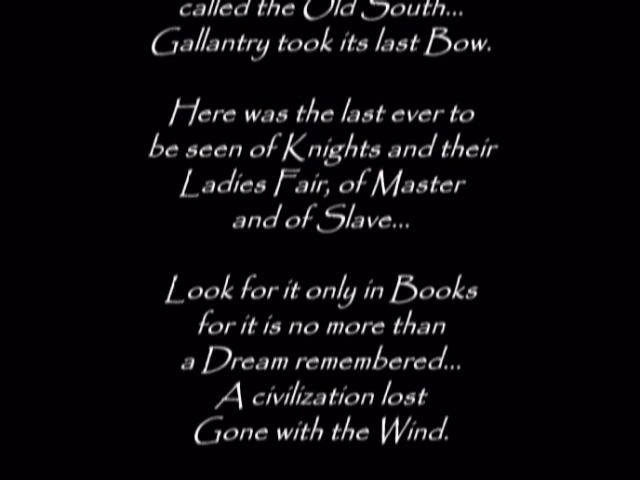 called the Old South...
Gallantry took its last Bow.
Here was the last ever to
be seen of Knights and their
Ladies Fair, of Master
and of Slave...
Look for it only in Books
for it is no more than
a Dream remembered...
A civilization lost
Gone with the Wind.